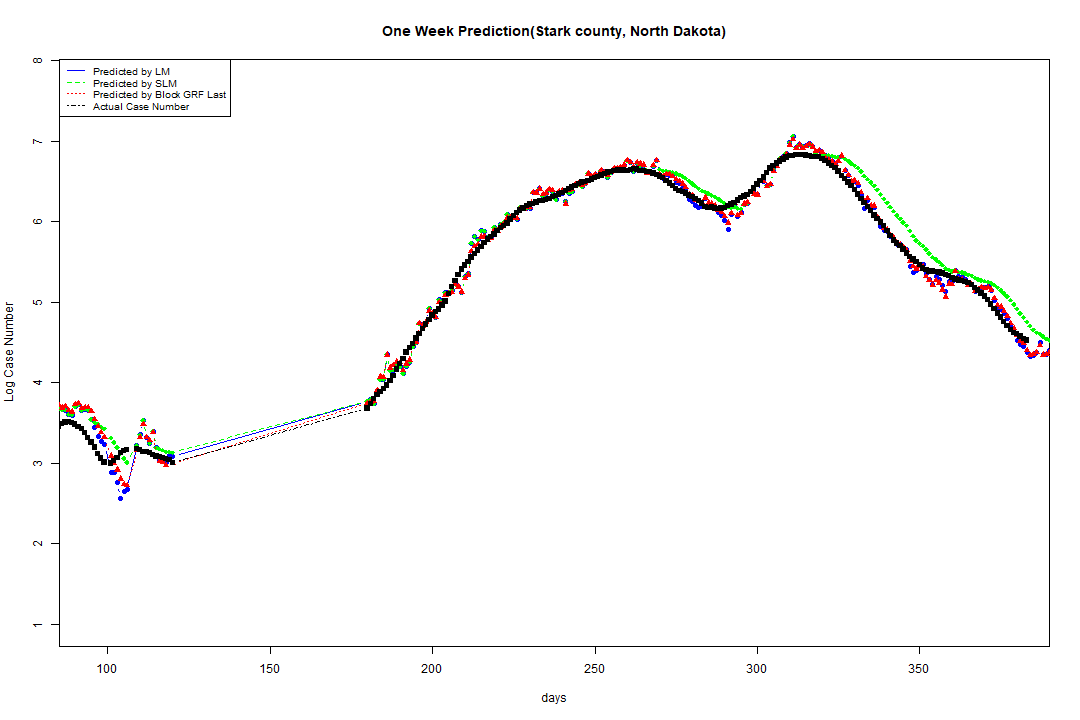 One Week Prediction(Stark county, North Dakota)
Predicted by LM
Predicted by SLM
Predicted by Block GRF Last
Actual Case Number
Log Case Number
8
7
6
5
4
3
2
1
100 150 200 250 300 350
days